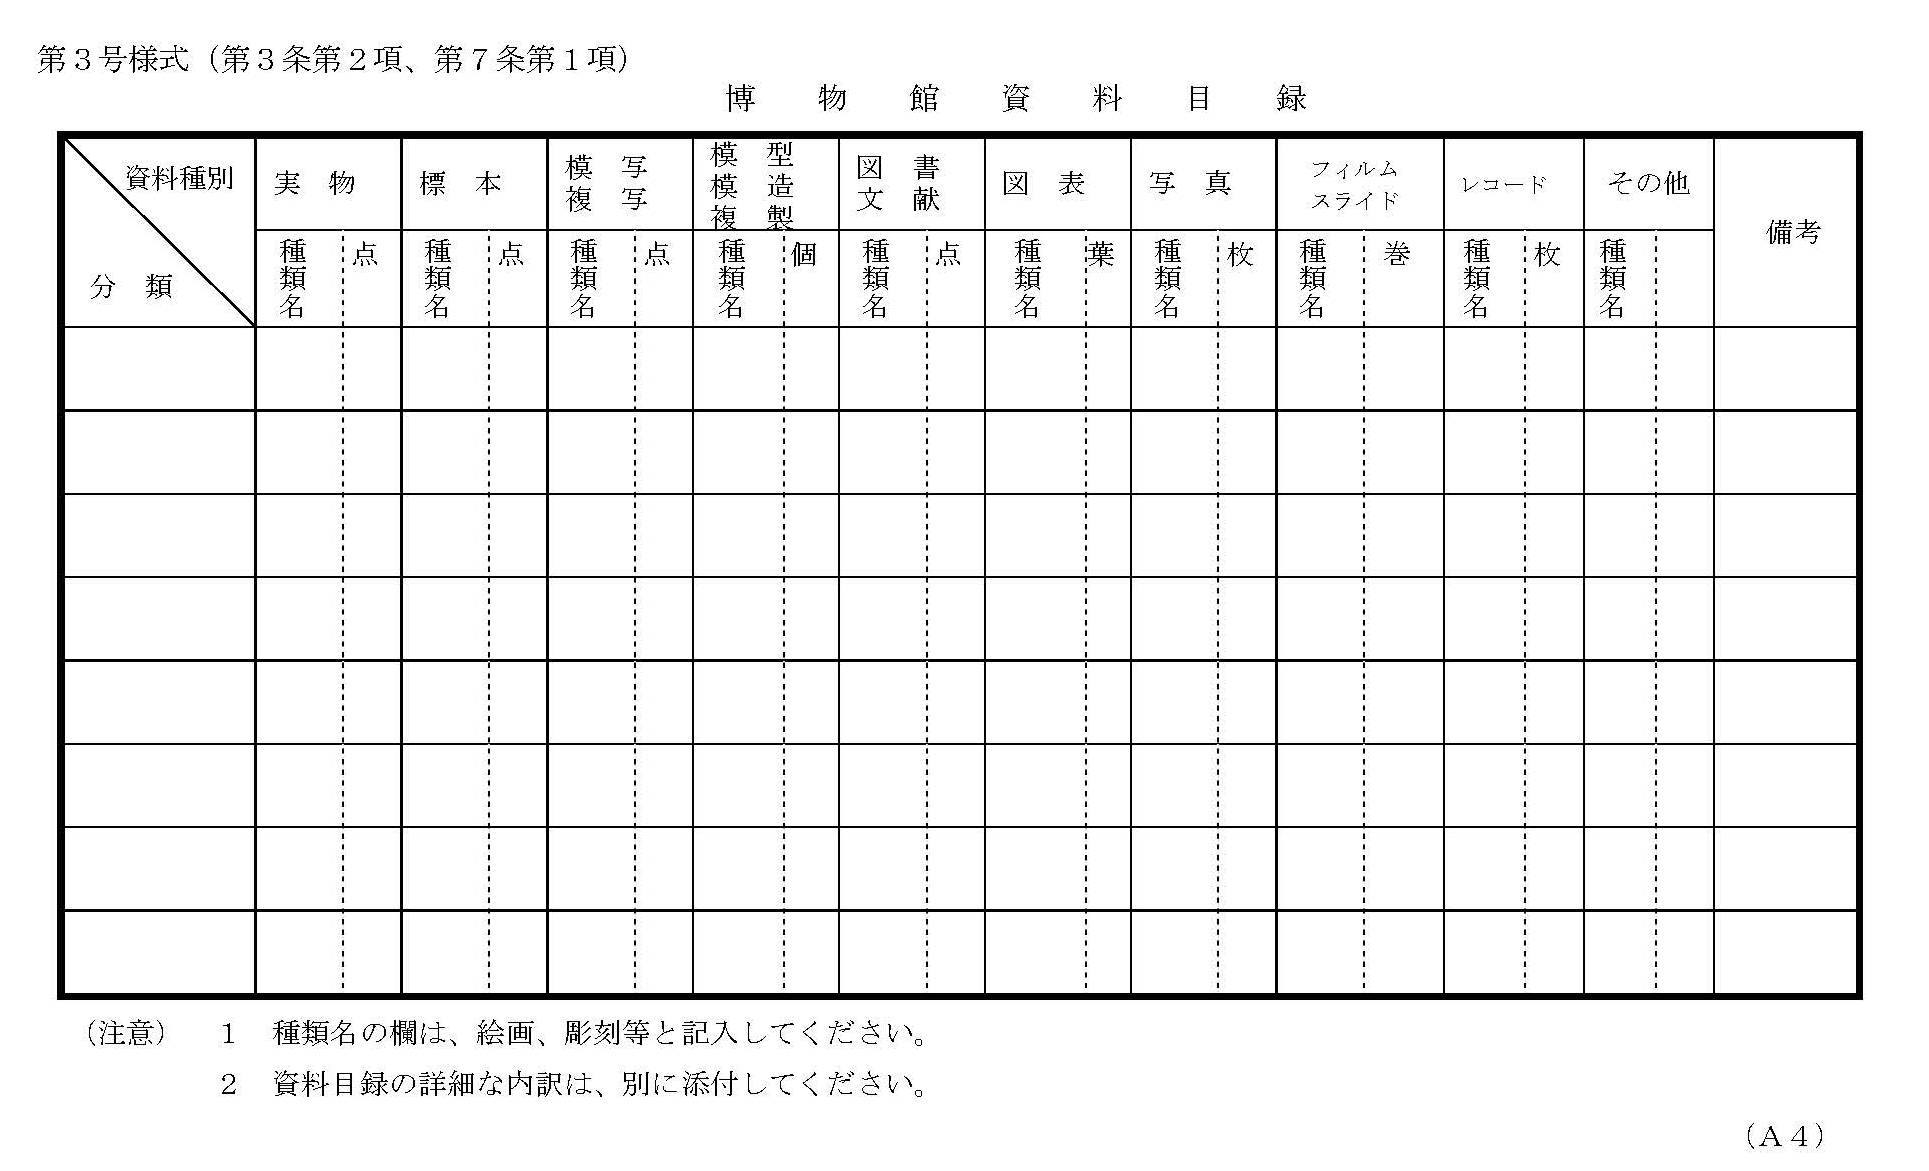 第３号様式（第３条第２項、第７条第１項）
博　物　館　資　料　目　録
資料種別
分　類
実　物
標　本
模　写
複　写
模　型
模　造
複　製
図　書
文　献
図　表
写　真
フィルム
スライド
レコード
その他
備考
種類名
点
種類名
点
種類名
点
種類名
個
種類名
点
種類名
葉
種類名
枚
種類名
巻
種類名
枚
種類名
（注意）　１　種類名の欄は、絵画、彫刻等と記入してください。
２　資料目録の詳細な内訳は、別に添付してください。
（Ａ４）